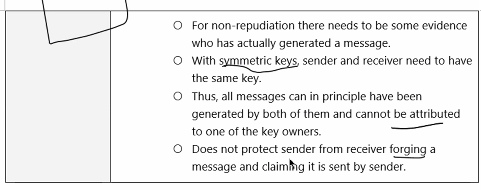 ○ For non-repudiation there needs to be some evidence
who has actually generated a message.
○ With symmetric keys, sender and receiver need to have
the same key.
○ Thus, all messages can in principle have been
generated by both of them and cannot be attributed
to one of the key owners.
○ Does not protect sender from receiver forging a
message and claiming it is sent by sender.